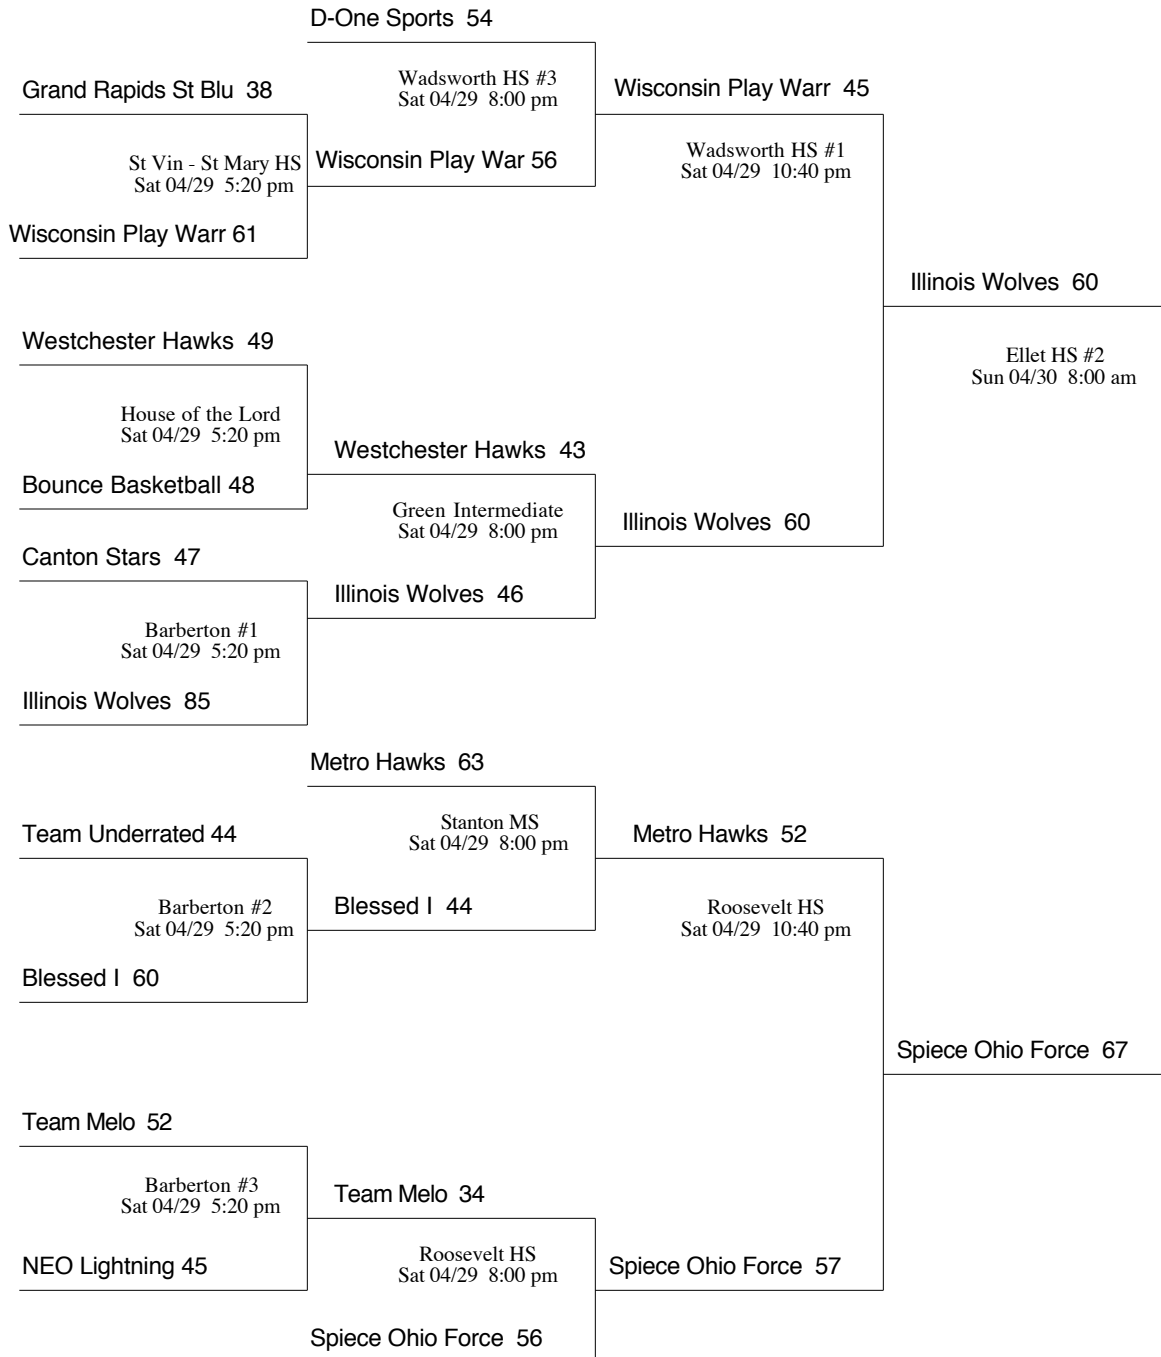 D-One Sports 54
Wadsworth HS #3
Sat 04/29 8:00 pm
Grand Rapids St Blu 38
Wisconsin Play Warr 45
St Vin - St Mary HS
Sat 04/29 5:20 pm
Wisconsin Play War 56
Wadsworth HS #1
Sat 04/29 10:40 pm
Wisconsin Play Warr 61
Illinois Wolves 60
Westchester Hawks 49
Ellet HS #2
Sun 04/30 8:00 am
House of the Lord
Sat 04/29 5:20 pm
Westchester Hawks 43
Bounce Basketball 48
Green Intermediate
Sat 04/29 8:00 pm
Illinois Wolves 60
Canton Stars 47
Illinois Wolves 46
Barberton #1
Sat 04/29 5:20 pm
Illinois Wolves 85
Metro Hawks 63
Stanton MS
Sat 04/29 8:00 pm
Team Underrated 44
Metro Hawks 52
Barberton #2
Sat 04/29 5:20 pm
Blessed I 44
Roosevelt HS
Sat 04/29 10:40 pm
Blessed I 60
Spiece Ohio Force 67
Team Melo 52
Barberton #3
Sat 04/29 5:20 pm
Team Melo 34
NEO Lightning 45
Roosevelt HS
Sat 04/29 8:00 pm
Spiece Ohio Force 57
Spiece Ohio Force 56